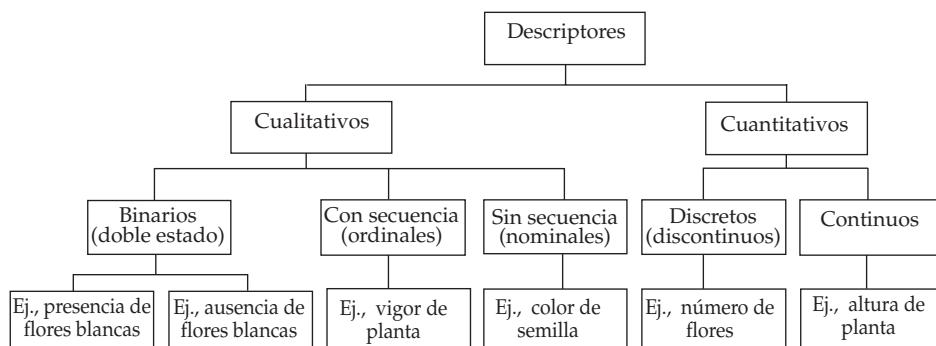 Descriptores
Cualitativos
Cuantitativos
Binarios
(doble estado)
Con secuencia
(ordinales)
Sin secuencia
(nominales)
Discretos
(discontinuos)
Continuos
Ej., presencia de
flores blancas
Ej., ausencia de
flores blancas
Ej., vigor de
planta
Ej., color de
semilla
Ej., número de
flores
Ej., altura de
planta